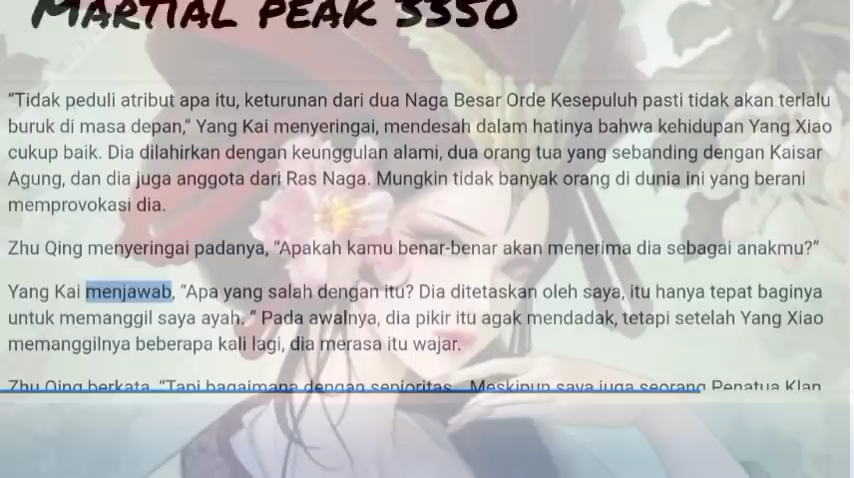 MARTIAL PEAK 3350
“Tidak peduli atribut apa itu, keturunan dari dua Naga Besar Orde Kesepuluh pasti tidak akan terlalu
buruk di masa depan,” Yang Kai menyeringai, mendesah dalam hatinya bahwa kehidupan Yang Xiao
cukup baik. Dia dilahirkan dengan keunggulan alami, dua orang tua yang sebanding dengan Kaisar
Agung, dan dia juga anggota dari Ras Naga. Mungkin tidak banyak orang di dunia ini yang berani
memprovokasi dia.
Zhu Qing menyeringai padanya, “Apakah kamu benar-benar akan menerima dia sebagai anakmu?”
Yang Kai menjawab, “Apa yang salah dengan itu? Dia ditetaskan oleh saya, itu hanya tepat baginya
untuk memanggil saya ayah. ” Pada awalnya, dia pikir itu agak mendadak, tetapi setelah Yang Xiao
memanggilnya beberapa kali lagi, dia merasa itu wajar.
Zhu Qing berkata, “Tapi bagaimana dengan senioritas... Meskipun saya juga seorang Penatua Klan